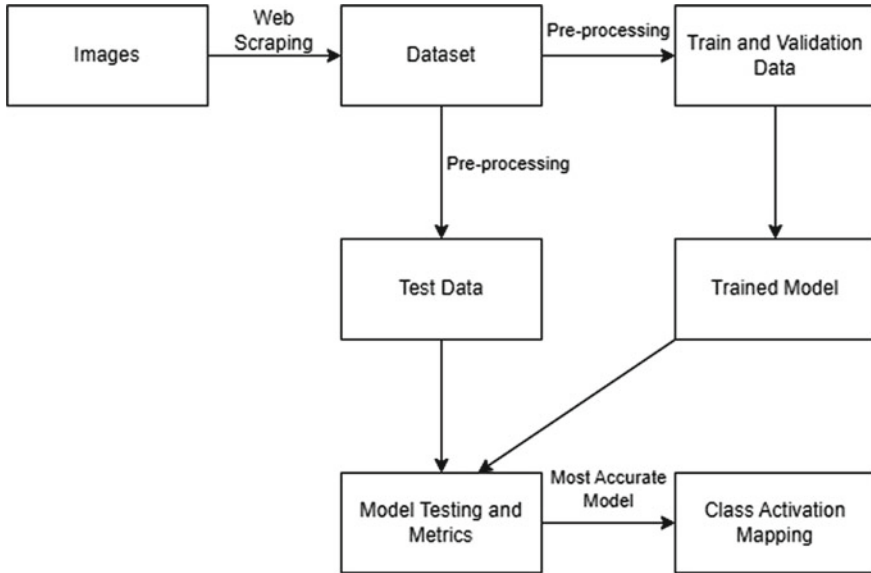 Images
Web
Scraping
Dataset
Pre-processing
Train and Validation
Data
Pre-processing
Test Data
Trained Model
Model Testing and
Metrics
Most Accurate
Model
Class Activation
Mapping